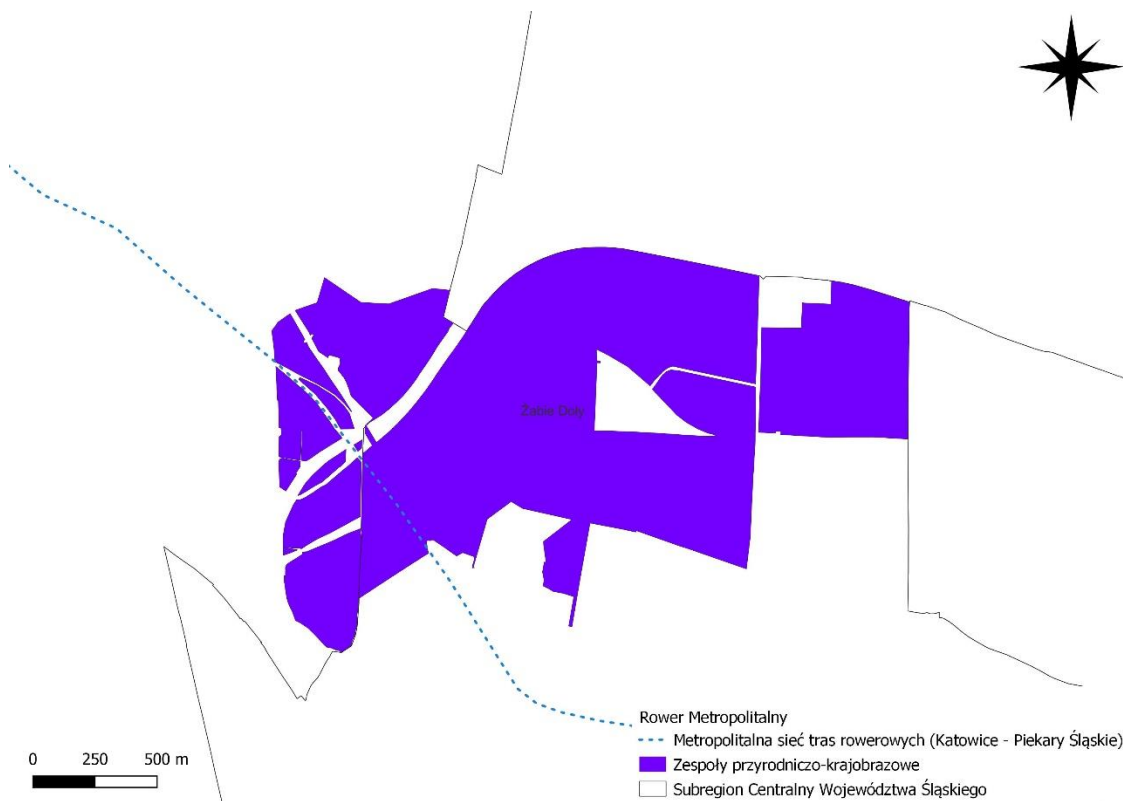 Żabie Doły
Rower Metropolitalny
Metropolitalna sieć tras rowerowych (Katowice - Piekary Śląskie)
Zespoły przyrodniczo-krajobrazowe
Subregion Centralny Województwa Śląskiego
0 250 500 m